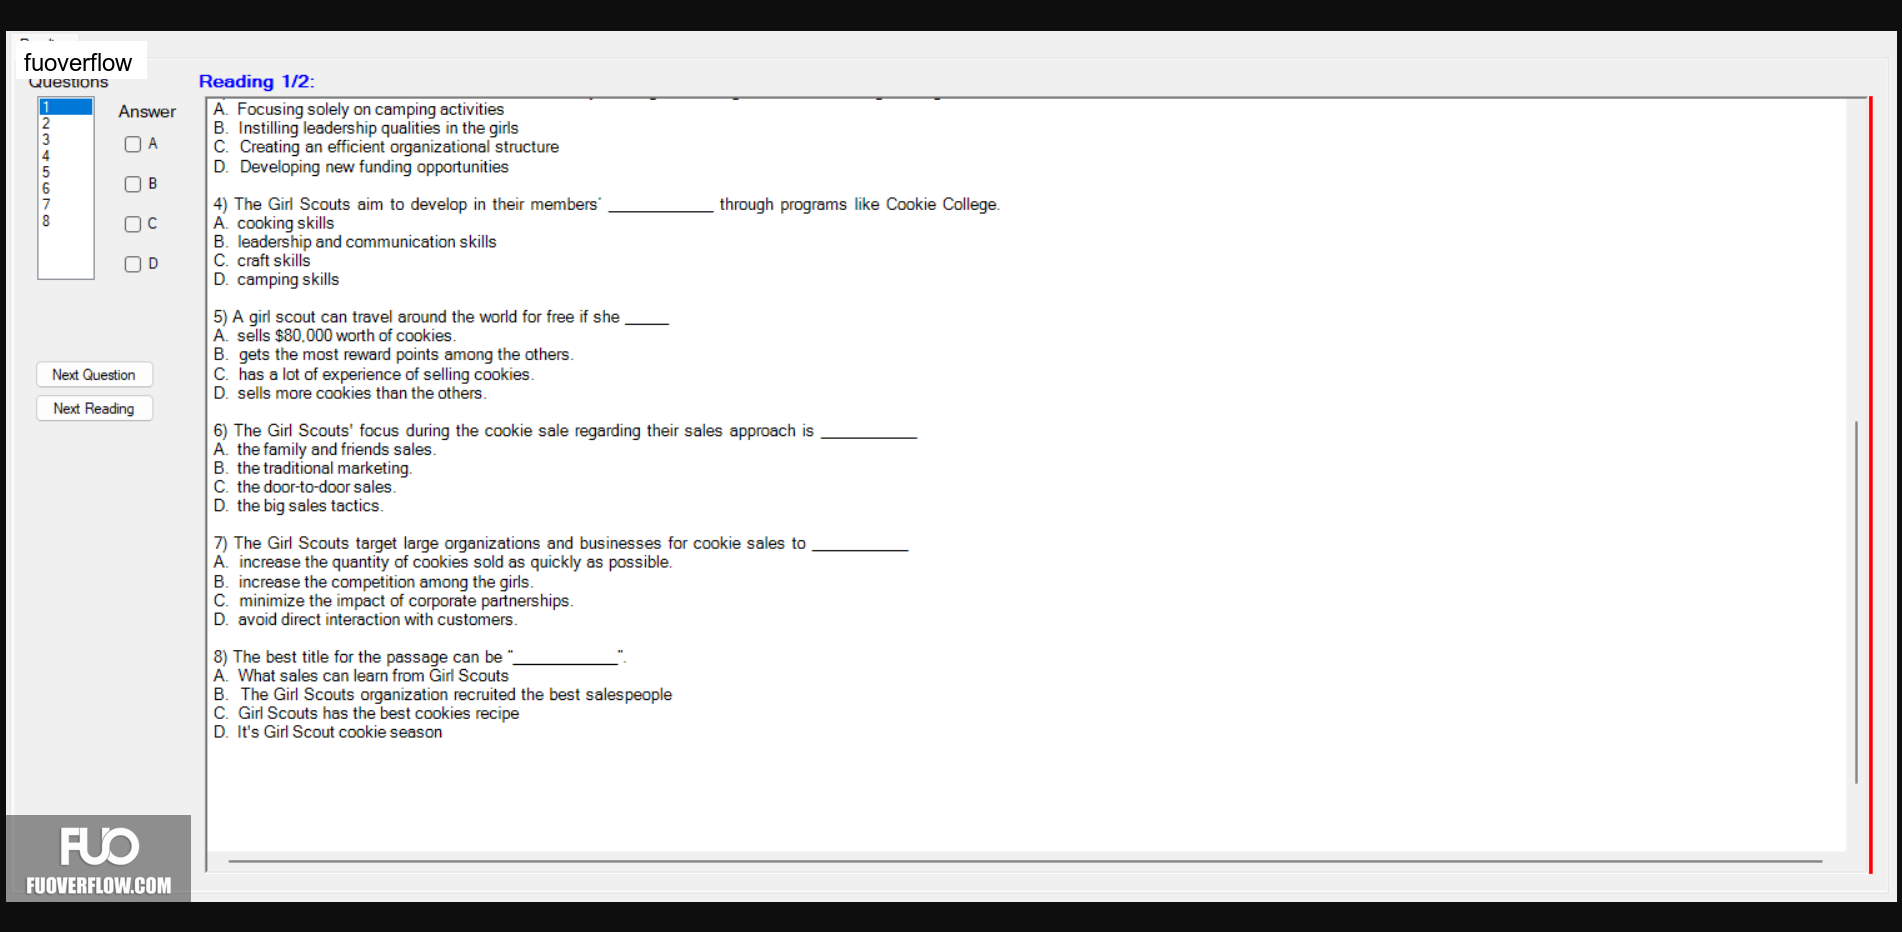 fuoverflow
Questions
Reading 1/2:
1
2
3
4
5
6
7
8
Answer
A
B
C
D
Next Question
Next Reading
A. Focusing solely on camping activities
B. Instilling leadership qualities in the girls
C. Creating an efficient organizational structure
D. Developing new funding opportunities
4) The Girl Scouts aim to develop in their members' ____________ through programs like Cookie College.
A. cooking skills
B. leadership and communication skills
C. craft skills
D. camping skills
5) A girl scout can travel around the world for free if she _____
A. sells $80,000 worth of cookies.
B. gets the most reward points among the others.
C. has a lot of experience of selling cookies.
D. sells more cookies than the others.
6) The Girl Scouts' focus during the cookie sale regarding their sales approach is ___________
A. the family and friends sales.
B. the traditional marketing.
C. the door-to-door sales.
D. the big sales tactics.
7) The Girl Scouts target large organizations and businesses for cookie sales to ___________
A. increase the quantity of cookies sold as quickly as possible.
B. increase the competition among the girls.
C. minimize the impact of corporate partnerships.
D. avoid direct interaction with customers.
8) The best title for the passage can be "____________".
A. What sales can learn from Girl Scouts
B. The Girl Scouts organization recruited the best salespeople
C. Girl Scouts has the best cookies recipe
D. It's Girl Scout cookie season
FUO
FUOVERFLOW.COM